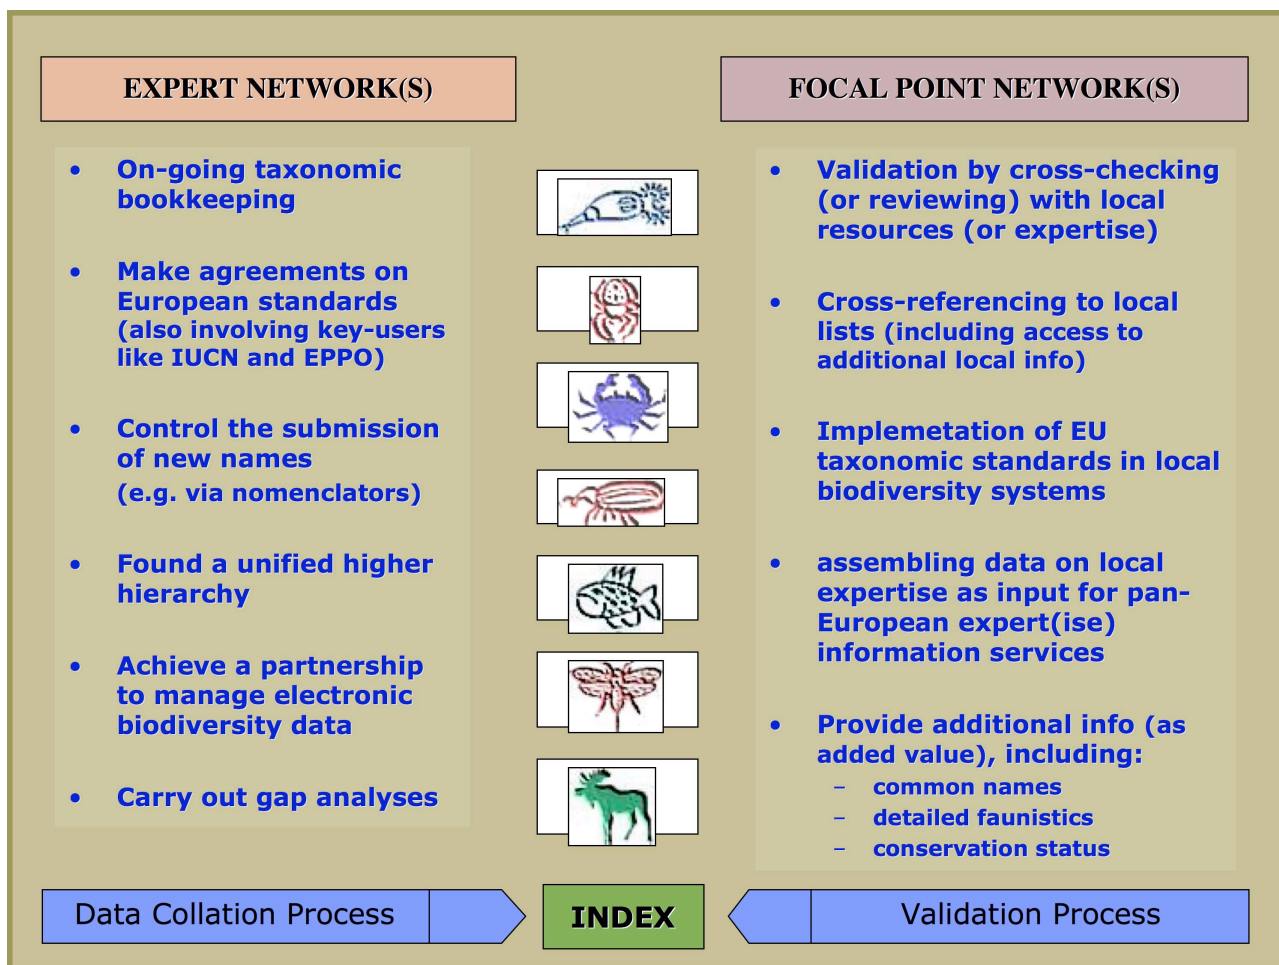 EXPERT NETWORK(S)
• On-going taxonomic
bookkeeping
• Make agreements on
European standards
(also involving key-users
like IUCN and EPPO)
• Control the submission
of new names
(e.g. via nomenclators)
• Found a unified higher
hierarchy
• Achieve a partnership
to manage electronic
biodiversity data
• Carry out gap analyses
FOCAL POINT NETWORK(S)
• Validation by cross-checking
(or reviewing) with local
resources (or expertise)
• Cross-referencing to local
lists (including access to
additional local info)
• Implemetation of EU
taxonomic standards in local
biodiversity systems
• assembling data on local
expertise as input for pan-
European expert(ise)
information services
• Provide additional info (as
added value), including:
– common names
– detailed faunistics
– conservation status
Data Collation Process
INDEX
Validation Process